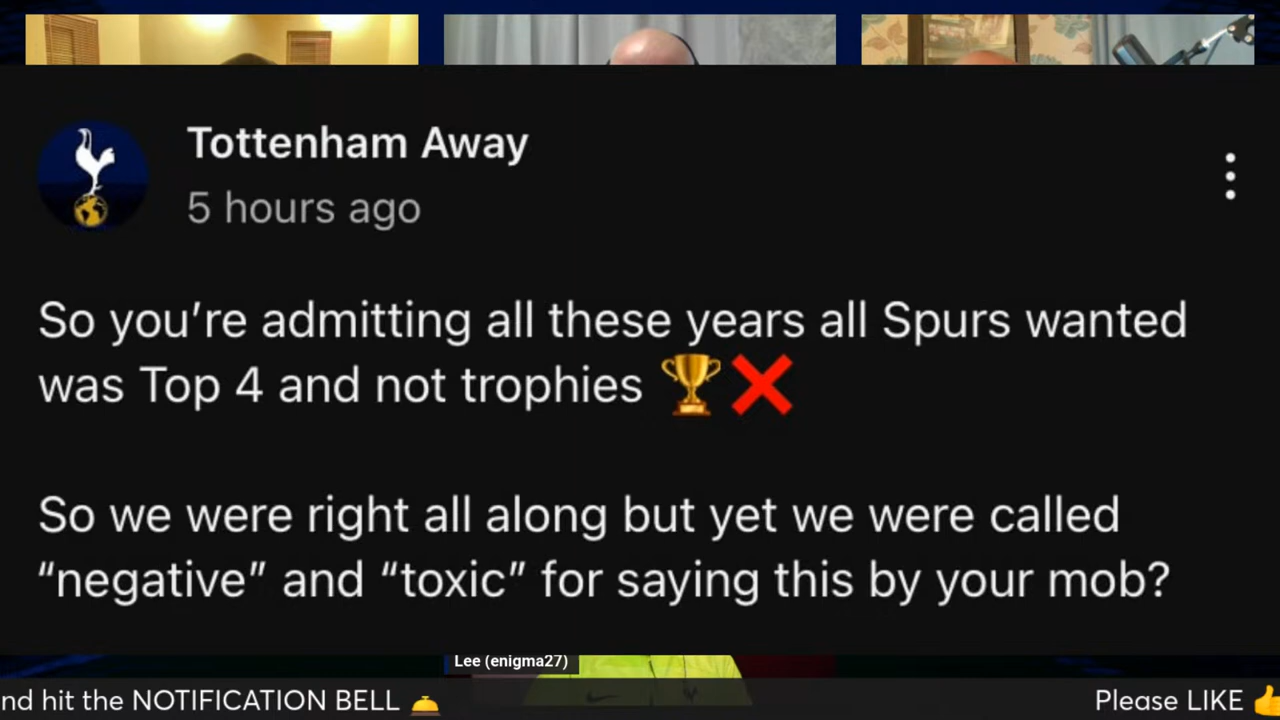 Tottenham Away
5 hours ago
So you’re admitting all these years all Spurs wanted
was Top 4 and not trophies 🏆❌
So we were right all along but yet we were called
“negative” and “toxic” for saying this by your mob?
Lee (enigma27)
nd hit the NOTIFICATION BELL 🛎️ Please LIKE 👍